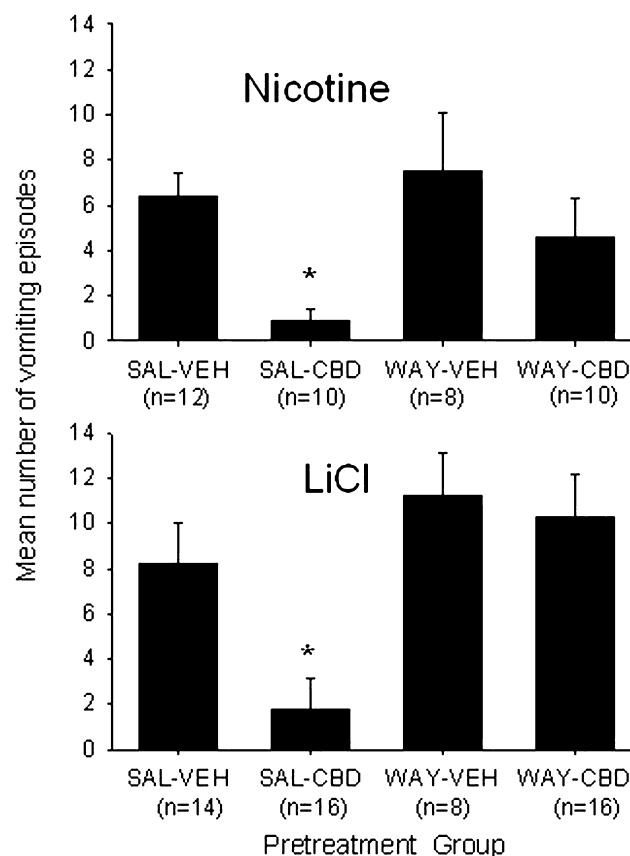 Mean number of vomiting episodes
14
12
10
8
6
4
2
0
Nicotine
*
SAL-VEH SAL-CBD WAY-VEH WAY-CBD
(n=12) (n=10) (n=8) (n=10)
14
12
10
8
6
4
2
0
LiCl
*
SAL-VEH SAL-CBD WAY-VEH WAY-CBD
(n=14) (n=16) (n=8) (n=16)
Pretreatment Group